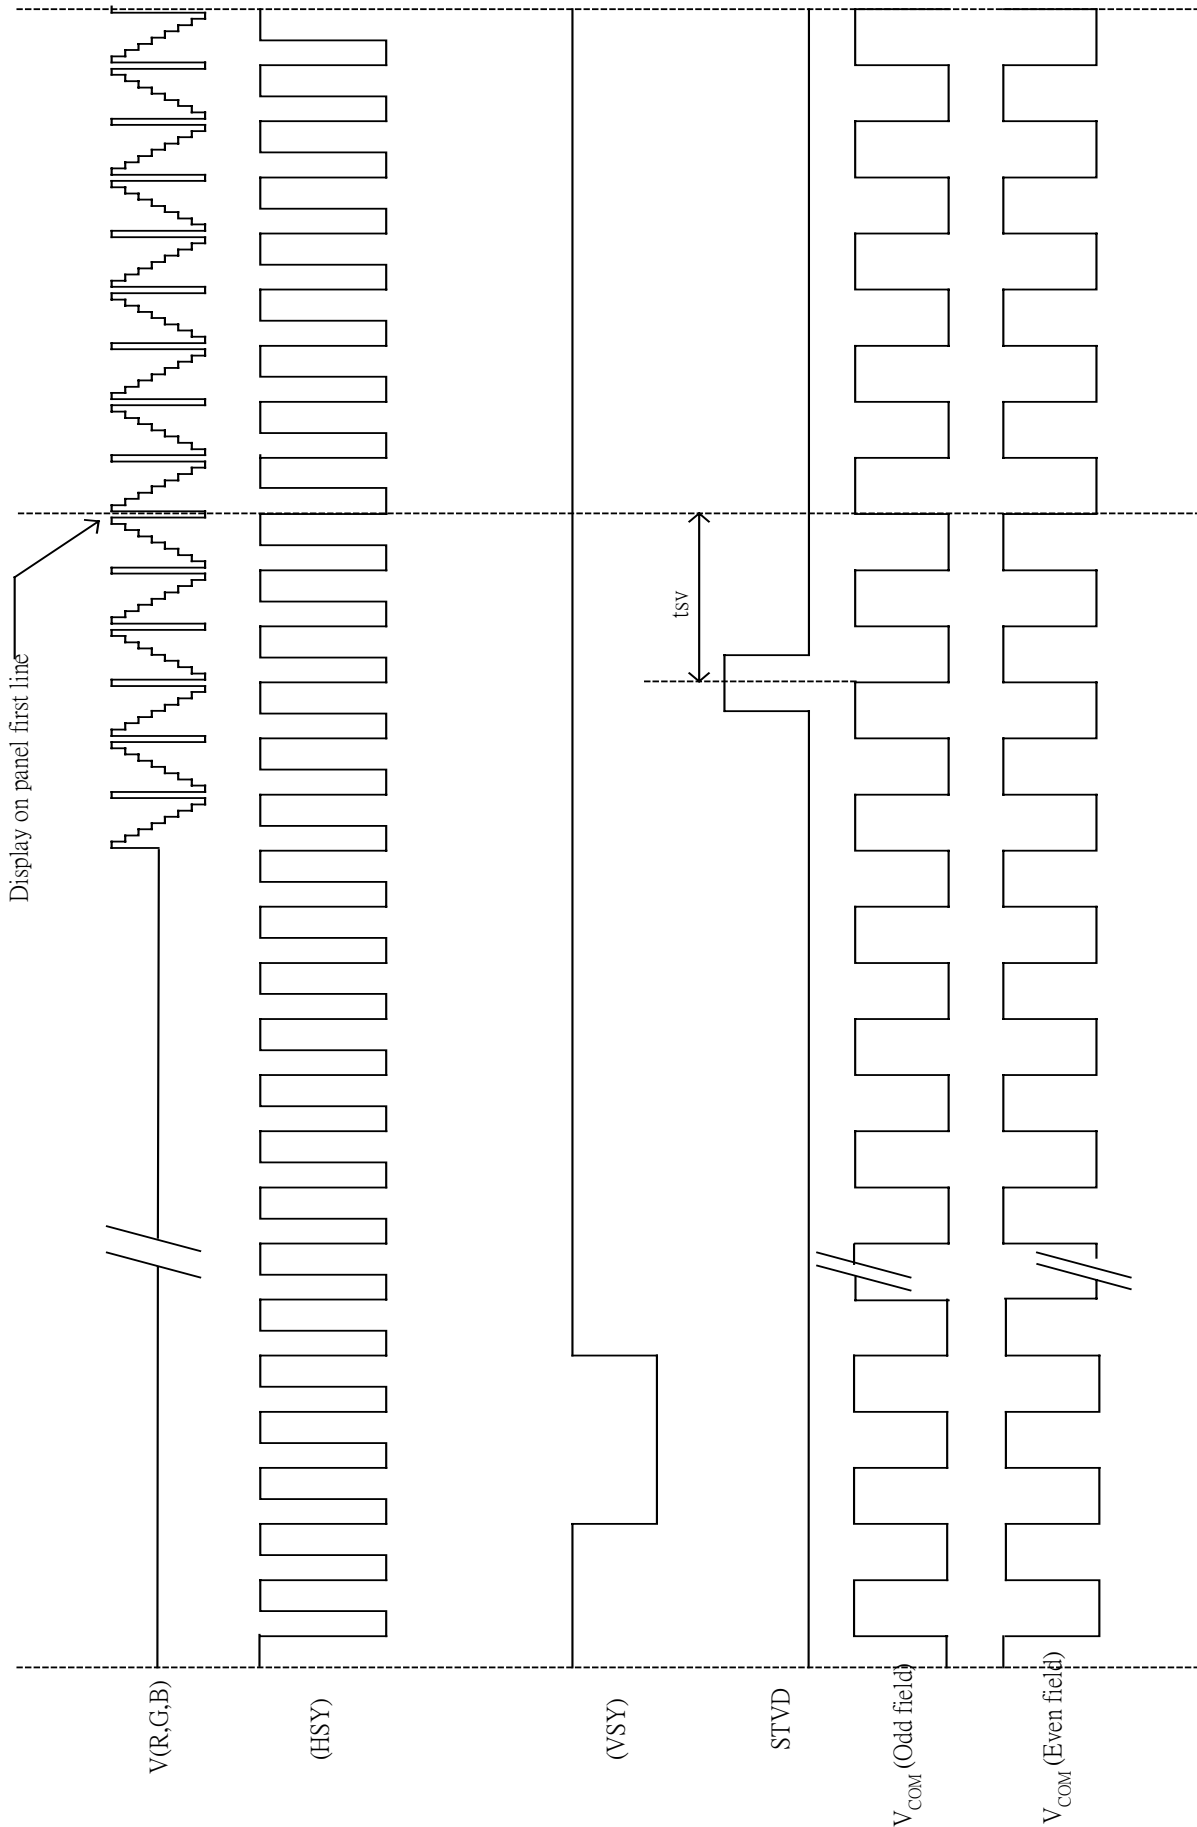 Display on panel first line
V(R,G,B)
(HSY)
(VSY)
tsv
STVD
VCOM (Odd field)
VCOM (Even field)